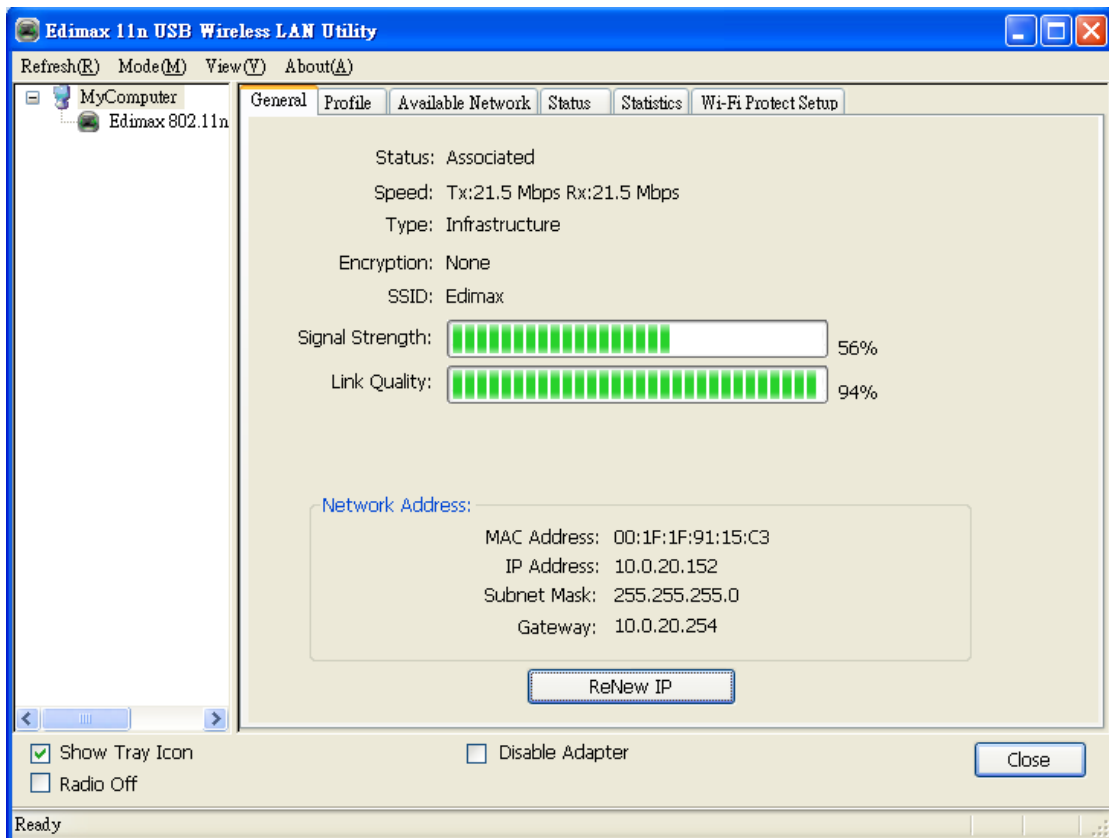 Edimax 11n USB Wireless LAN Utility
Refresh(R) Mode(M) View(V) About(A)
MyComputer
Edimax 802.11n
General Profile Available Network Status Statistics Wi-Fi Protect Setup
Status: Associated
Speed: Tx:21.5 Mbps Rx:21.5 Mbps
Type: Infrastructure
Encryption: None
SSID: Edimax
Signal Strength: 56%
Link Quality: 94%
Network Address:
MAC Address: 00:1F:1F:91:15:C3
IP Address: 10.0.20.152
Subnet Mask: 255.255.255.0
Gateway: 10.0.20.254
ReNew IP
Show Tray Icon Disable Adapter Close
Radio Off
Ready